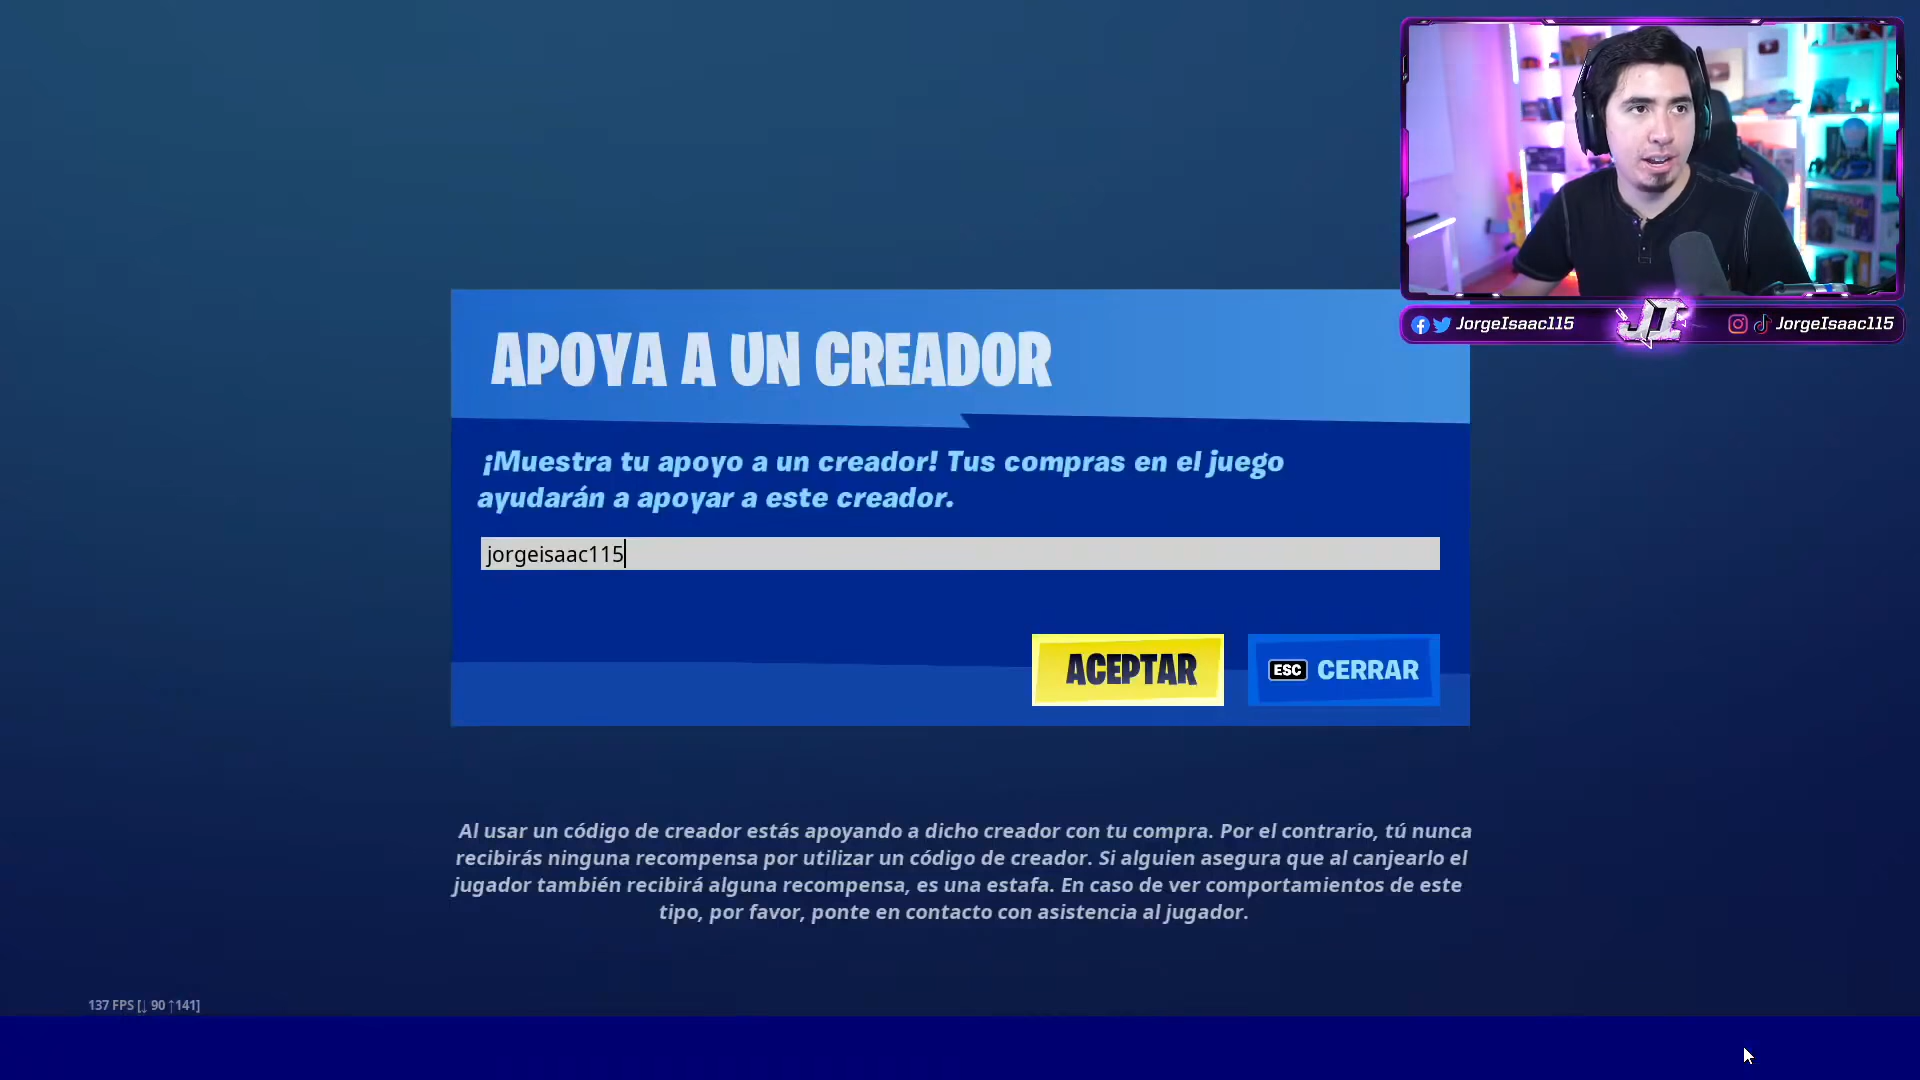 JorgeIsaac115
JI
JorgeIsaac115
APOYA A UN CREADOR
¡Muestra tu apoyo a un creador! Tus compras en el juego
ayudarán a apoyar a este creador.
jorgeisaac115
ACEPTAR
ESC CERRAR
Al usar un código de creador estás apoyando a dicho creador con tu compra. Por el contrario, tú nunca
recibirás ninguna recompensa por utilizar un código de creador. Si alguien asegura que al canjearlo el
jugador también recibirá alguna recompensa, es una estafa. En caso de ver comportamientos de este
tipo, por favor, ponte en contacto con asistencia al jugador.
137 FPS [↓ 90 ↑141]